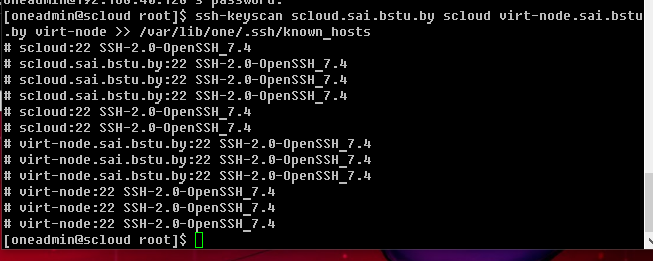 [oneadmin@scloud root]$ ssh-keyscan scloud.sai.bstu.by scloud virt-node.sai.bstu
.by virt-node >> /var/lib/one/.ssh/known_hosts
# scloud:22 SSH-2.0-OpenSSH_7.4
# scloud.sai.bstu.by:22 SSH-2.0-OpenSSH_7.4
# scloud.sai.bstu.by:22 SSH-2.0-OpenSSH_7.4
# scloud.sai.bstu.by:22 SSH-2.0-OpenSSH_7.4
# scloud:22 SSH-2.0-OpenSSH_7.4
# scloud:22 SSH-2.0-OpenSSH_7.4
# virt-node.sai.bstu.by:22 SSH-2.0-OpenSSH_7.4
# virt-node.sai.bstu.by:22 SSH-2.0-OpenSSH_7.4
# virt-node.sai.bstu.by:22 SSH-2.0-OpenSSH_7.4
# virt-node:22 SSH-2.0-OpenSSH_7.4
# virt-node:22 SSH-2.0-OpenSSH_7.4
# virt-node:22 SSH-2.0-OpenSSH_7.4
[oneadmin@scloud root]$